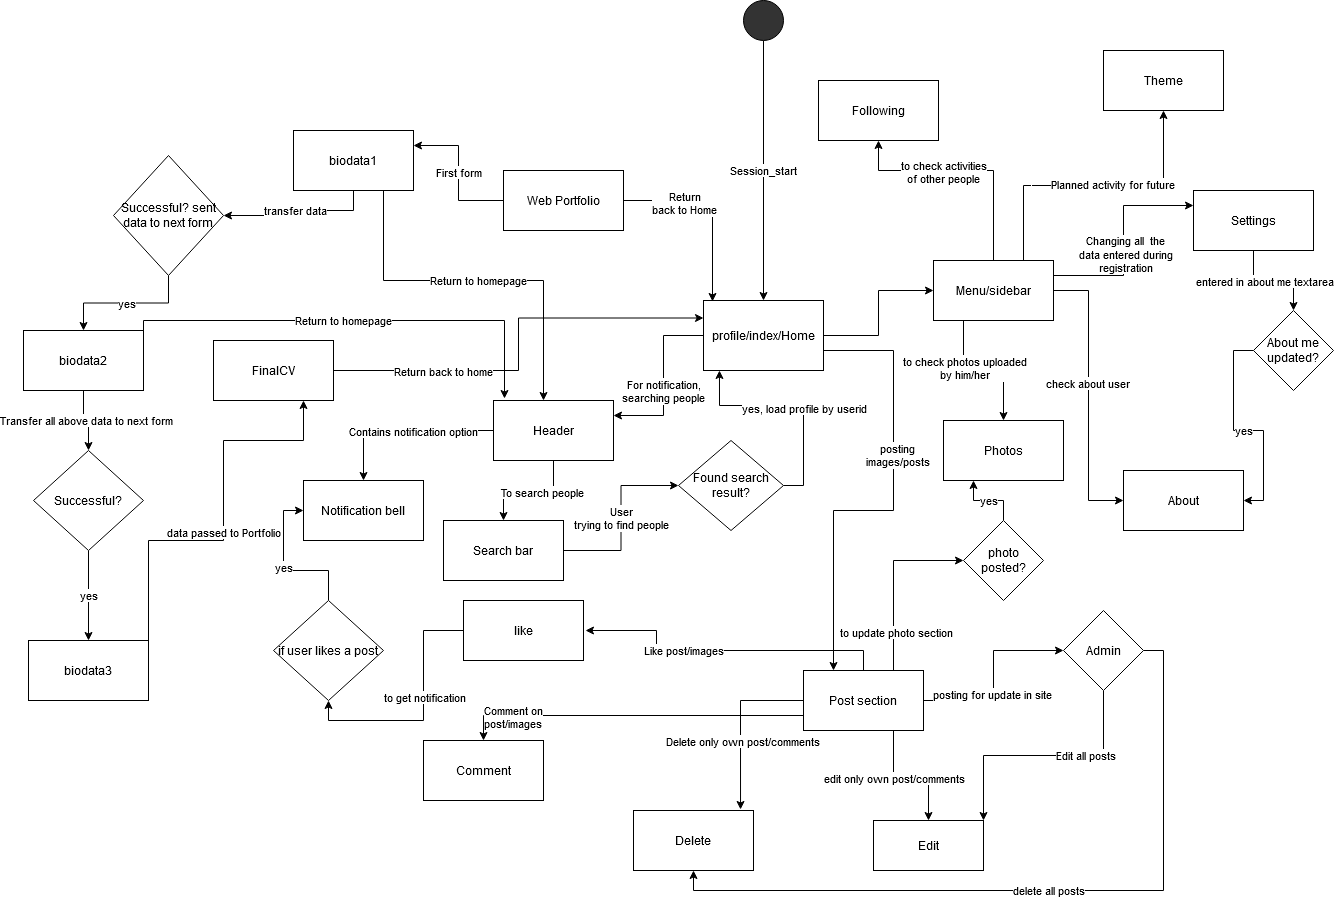 Theme
Following
Session_start
biodata1
First form
Web Portfolio
Return
back to Home
to check activities
of other people
Planned activity for future
Successful? sent
data to next form
transfer data
Settings
Changing all  the
data entered during
registration
Return to homepage
Menu/sidebar
entered in about me textarea
yes
Return to homepage
biodata2
FinalCV
Return back to home
profile/index/Home
About me
updated?
to check photos uploaded
by him/her
check about user
For notification,
searching people
yes, load profile by userid
Transfer all above data to next form
Contains notification option
Header
yes
posting
images/posts
Photos
Successful?
Notification bell
To search people
Found search
result?
About
yes
User
trying to find people
data passed to Portfolio
Search bar
photo
posted?
yes
yes
like
to update photo section
if user likes a post
Like post/images
Admin
biodata3
to get notification
Post section
posting for update in site
Comment on
post/images
Delete only own post/comments
Edit all posts
Comment
edit only own post/comments
Delete
Edit
delete all posts